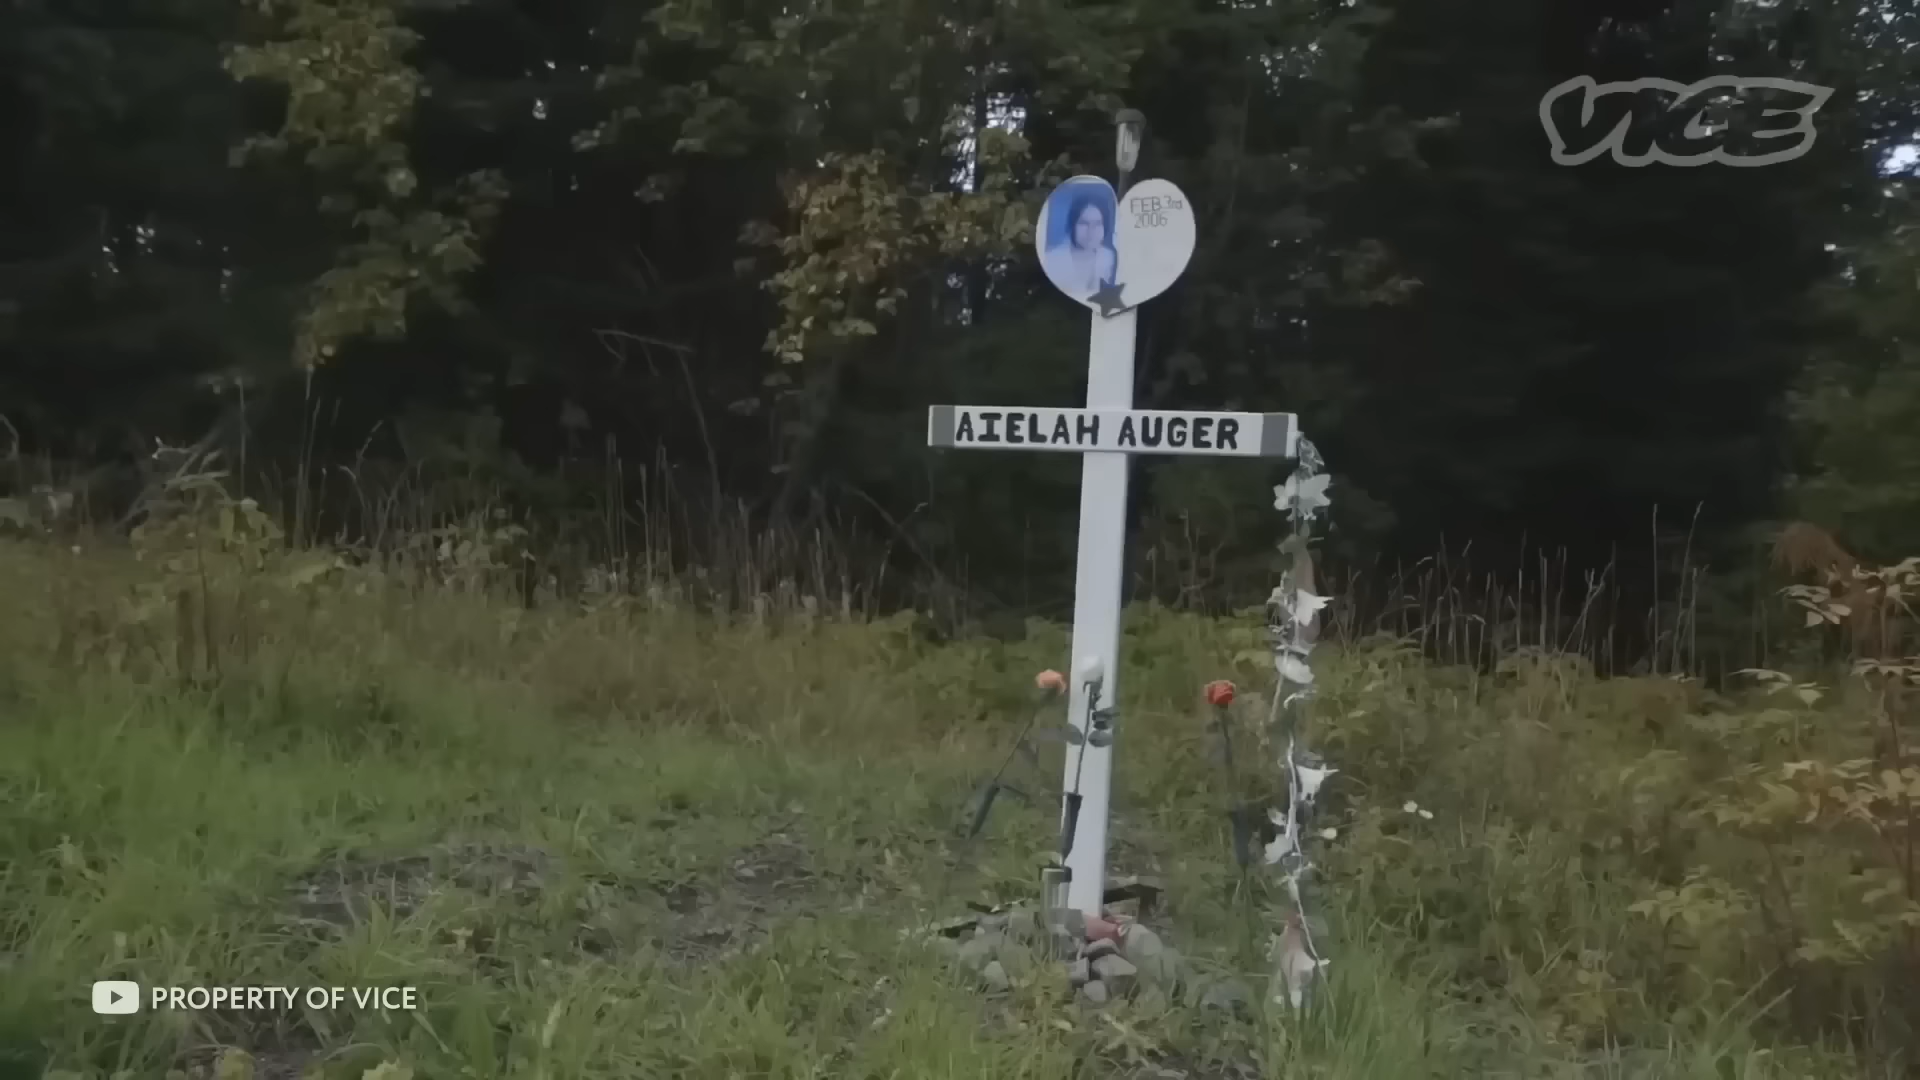 VICE
FEB 3rd
2006
AIELAH AUGER
PROPERTY OF VICE